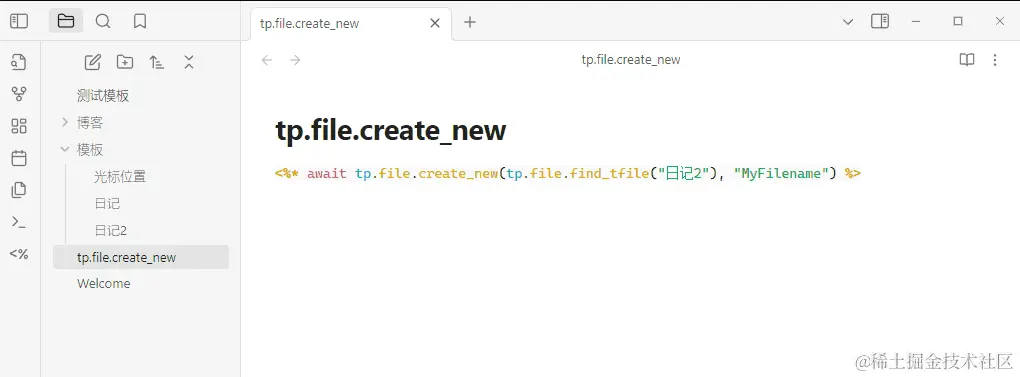 tp.file.create_new
tp.file.create_new
测试模板
博客
模板
光标位置
日记
日记2
tp.file.create_new
Welcome
tp.file.create_new
<%* await tp.file.create_new(tp.file.find_tfile("日记2"), "MyFilename") %>
<%
@稀土掘金技术社区